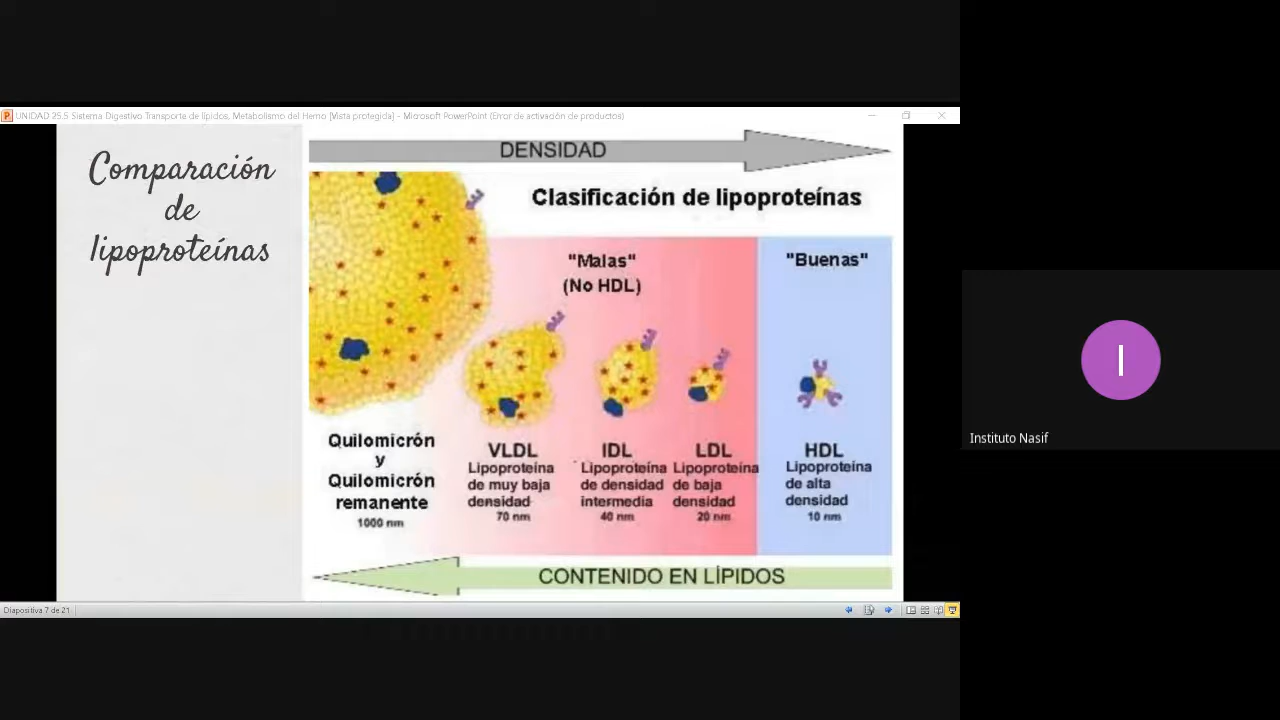 UNIDAD 25.5 Sistema Digestivo Transporte de lípidos. Metabolismo del Hemo [Vista protegida] - Microsoft PowerPoint (Error de activación de productos)
Comparación
de
lipoproteínas
DENSIDAD
Clasificación de lipoproteínas
"Malas"
(No HDL)
"Buenas"
Quilomicrón
y
Quilomicrón
remanente
1000 nm
VLDL
Lipoproteína
de muy baja
densidad
70 nm
IDL
Lipoproteína
de densidad
intermedia
40 nm
LDL
Lipoproteína
de baja
densidad
20 nm
HDL
Lipoproteína
de alta
densidad
10 nm
CONTENIDO EN LÍPIDOS
Diapositiva 7 de 21
I
Instituto Nasif